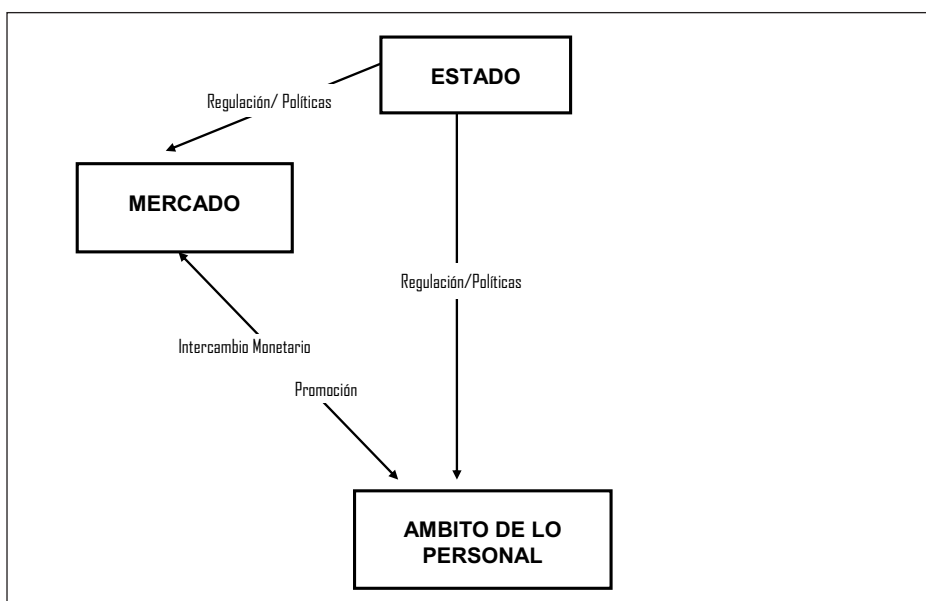 ESTADO
Regulación/ Políticas
MERCADO
Regulación/Políticas
Intercambio Monetario
Promoción
AMBITO DE LO
PERSONAL